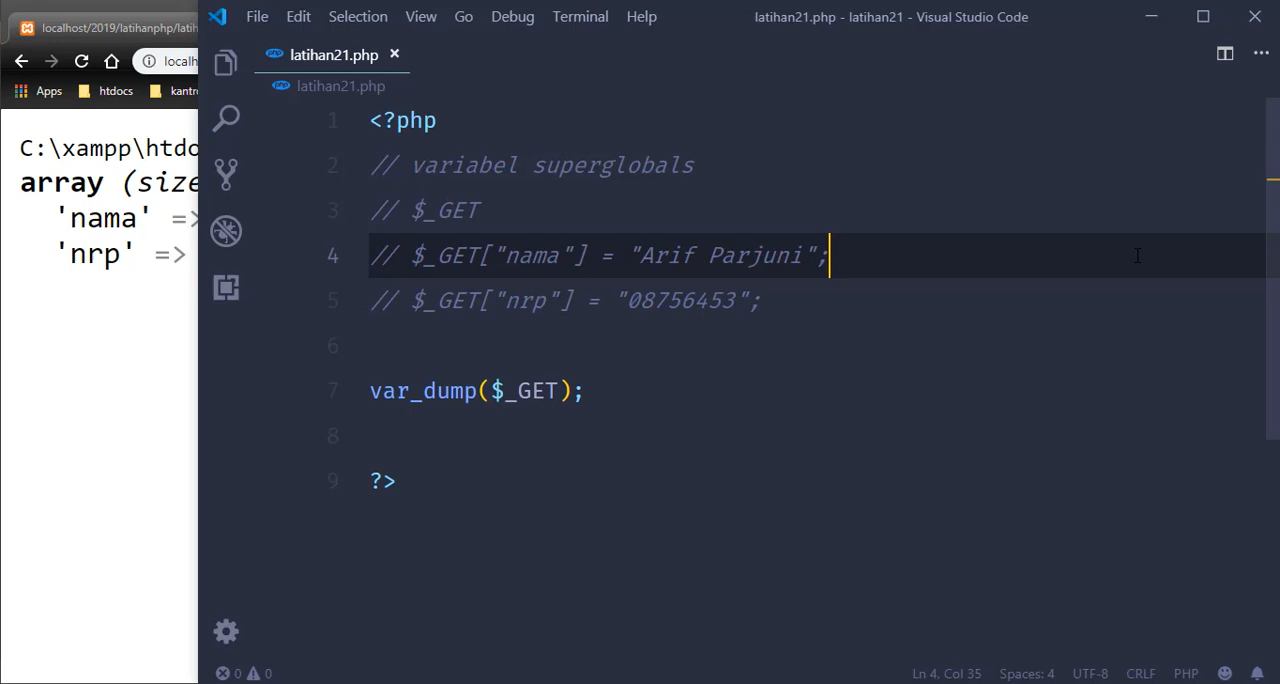 localhost/2019/latihanphp/lati
localh
Apps htdocs kantr
C:\xampp\htdo
array (size
'nama' =>
'nrp' =>
File Edit Selection View Go Debug Terminal Help
latihan21.php - latihan21 - Visual Studio Code
php latihan21.php ×
php latihan21.php
1 <?php
2 // variabel superglobals
3 // $_GET
4 // $_GET["nama"] = "Arif Parjuni";
5 // $_GET["nrp"] = "08756453";
6
7 var_dump($_GET);
8
9 ?>
0 0
Ln 4, Col 35 Spaces: 4 UTF-8 CRLF PHP